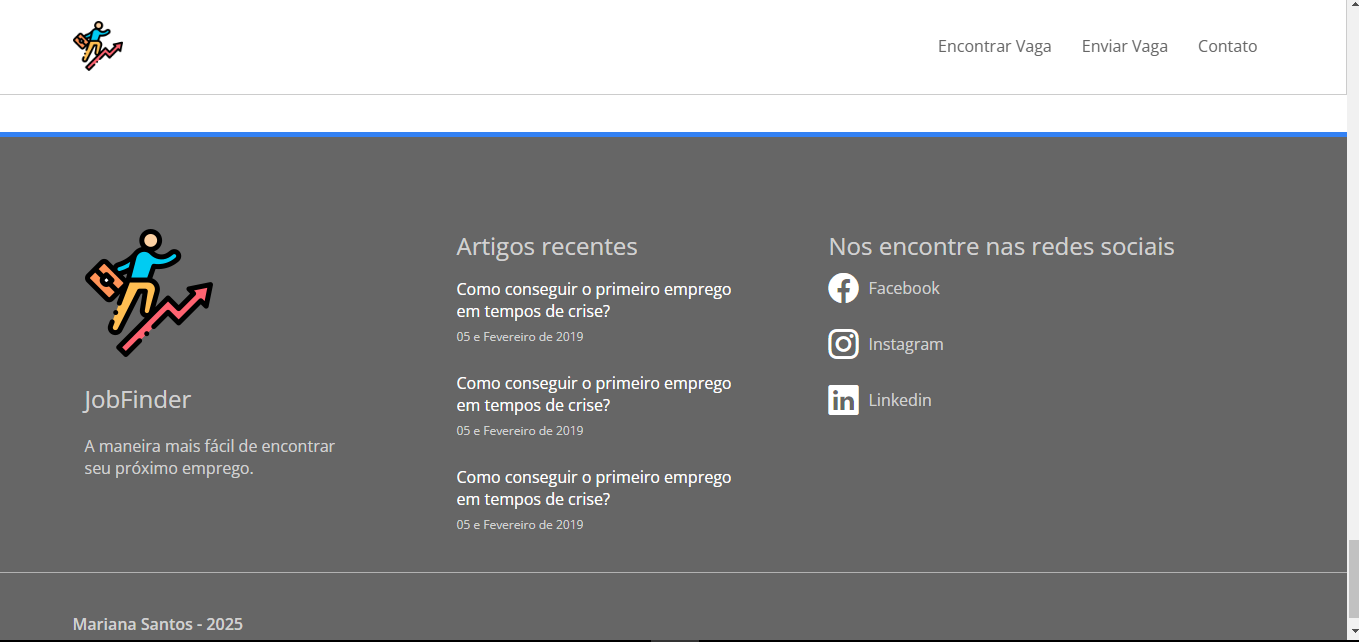 Encontrar Vaga
Enviar Vaga
Contato
JobFinder
A maneira mais fácil de encontrar
seu próximo emprego.
Artigos recentes
Como conseguir o primeiro emprego
em tempos de crise?
05 e Fevereiro de 2019
Como conseguir o primeiro emprego
em tempos de crise?
05 e Fevereiro de 2019
Como conseguir o primeiro emprego
em tempos de crise?
05 e Fevereiro de 2019
Nos encontre nas redes sociais
Facebook
Instagram
Linkedin
Mariana Santos - 2025